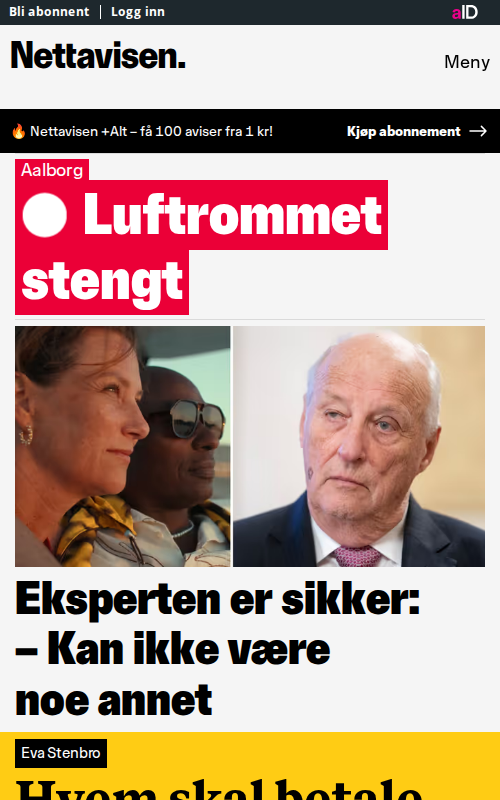 Bli abonnent | Logg inn
aID
Nettavisen.
Meny
🔥 Nettavisen +Alt – få 100 aviser fra 1 kr!
Kjøp abonnement →
Aalborg
Luftrommet
stengt
Eksperten er sikker:
– Kan ikke være
noe annet
Eva Stenbro
Hvem skal betale